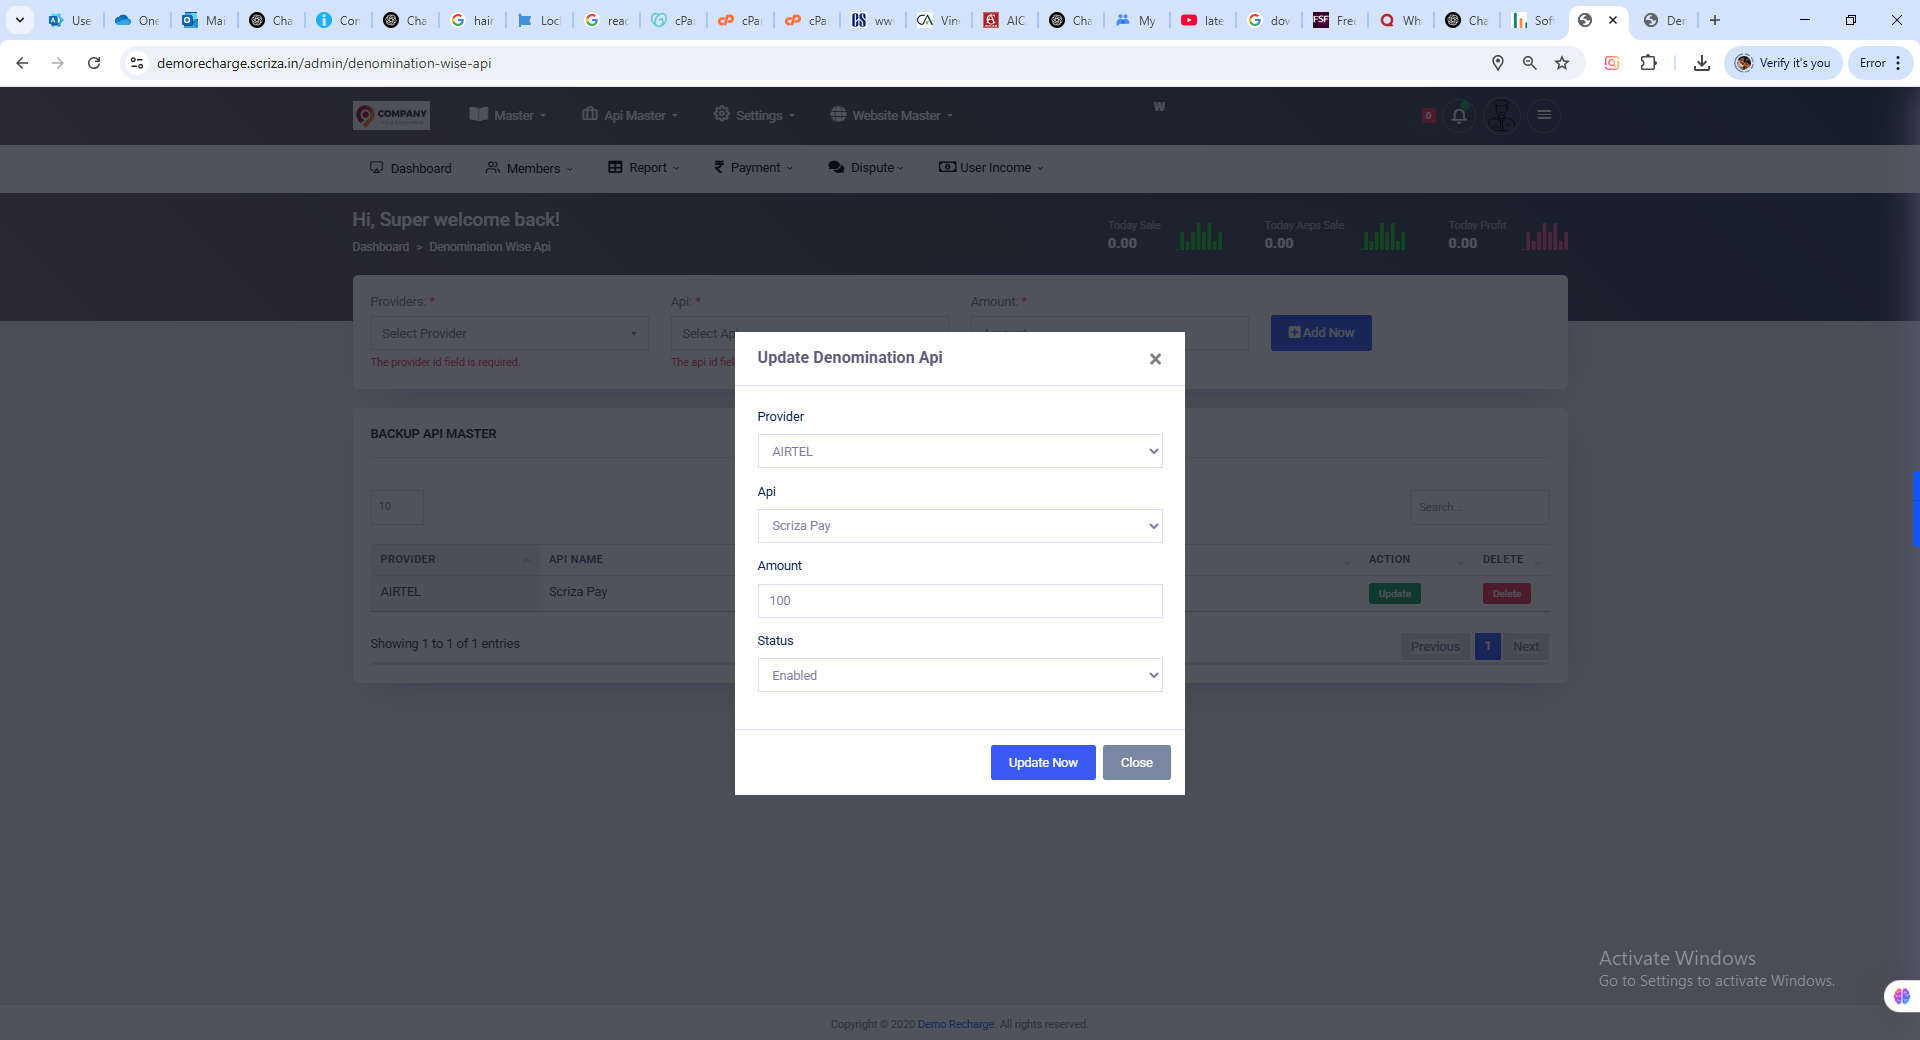 Use
One
Mai
Cha
Con
Cha
hair
Loc
reac
cPa
cPa
cPa
ww
Vin
AIC
Cha
My
late
dov
Free
Wh
Cha
Sof
Der
demorecharge.scriza.in/admin/denomination-wise-api
Verify it's you
Error
COMPANY
Master
Api Master
Settings
Website Master
W
0
Dashboard
Members
Report
Payment
Dispute
User Income
Hi, Super welcome back!
Dashboard > Denomination Wise Api
Today Sale
0.00
Today Aeps Sale
0.00
Today Profit
0.00
Providers: *
Api: *
Amount: *
Select Provider
Select Ap
Add Now
The provider id field is required.
The api id fiel
Update Denomination Api
×
Provider
AIRTEL
Api
Scriza Pay
Amount
100
Status
Enabled
Update Now
Close
BACKUP API MASTER
10
Search...
PROVIDER
API NAME
ACTION
DELETE
AIRTEL
Scriza Pay
Update
Delete
Showing 1 to 1 of 1 entries
Previous
1
Next
Activate Windows
Go to Settings to activate Windows.
Copyright © 2020 Demo Recharge. All rights reserved.